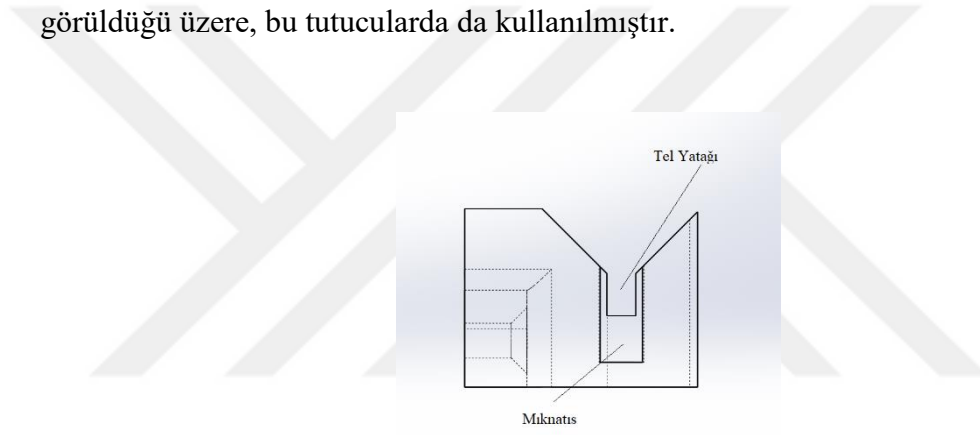 görüldüğü üzere, bu tutucularda da kullanılmıştır.
Tel Yatağı
Mıknatıs